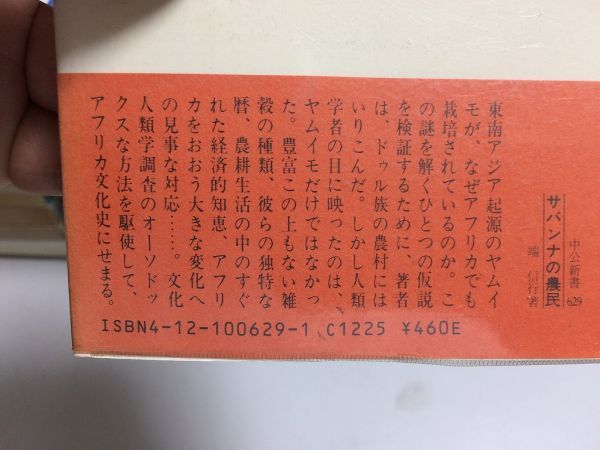 中公新書 629
サバンナの農民
端 信行著
東南アジア起源のヤムイ
モが、なぜアフリカでも
栽培されているのか。こ
の謎を解くひとつの仮説
を検証するために、著者
は、ドゥル族の農村には
いりこんだ。しかし人類
学者の目に映ったのは、
ヤムイモだけではなかっ
た。豊富この上もない雑
穀の種類、彼らの独特な
暦、農耕生活の中のすぐ
れた経済的知恵、アフリ
カをおおう大きな変化へ
の見事な対応……。文化
人類学調査のオーソドッ
クスな方法を駆使して、
アフリカ文化史にせまる。
ISBN4-12-100629-1 C1225 ¥460E